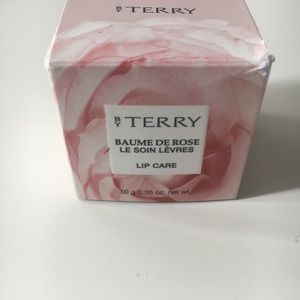 BY TERRY
BY TERRY
BAUME DE ROSE
LE SOIN LÈVRES
LIP CARE
10 g 0.35 oz. net wt.